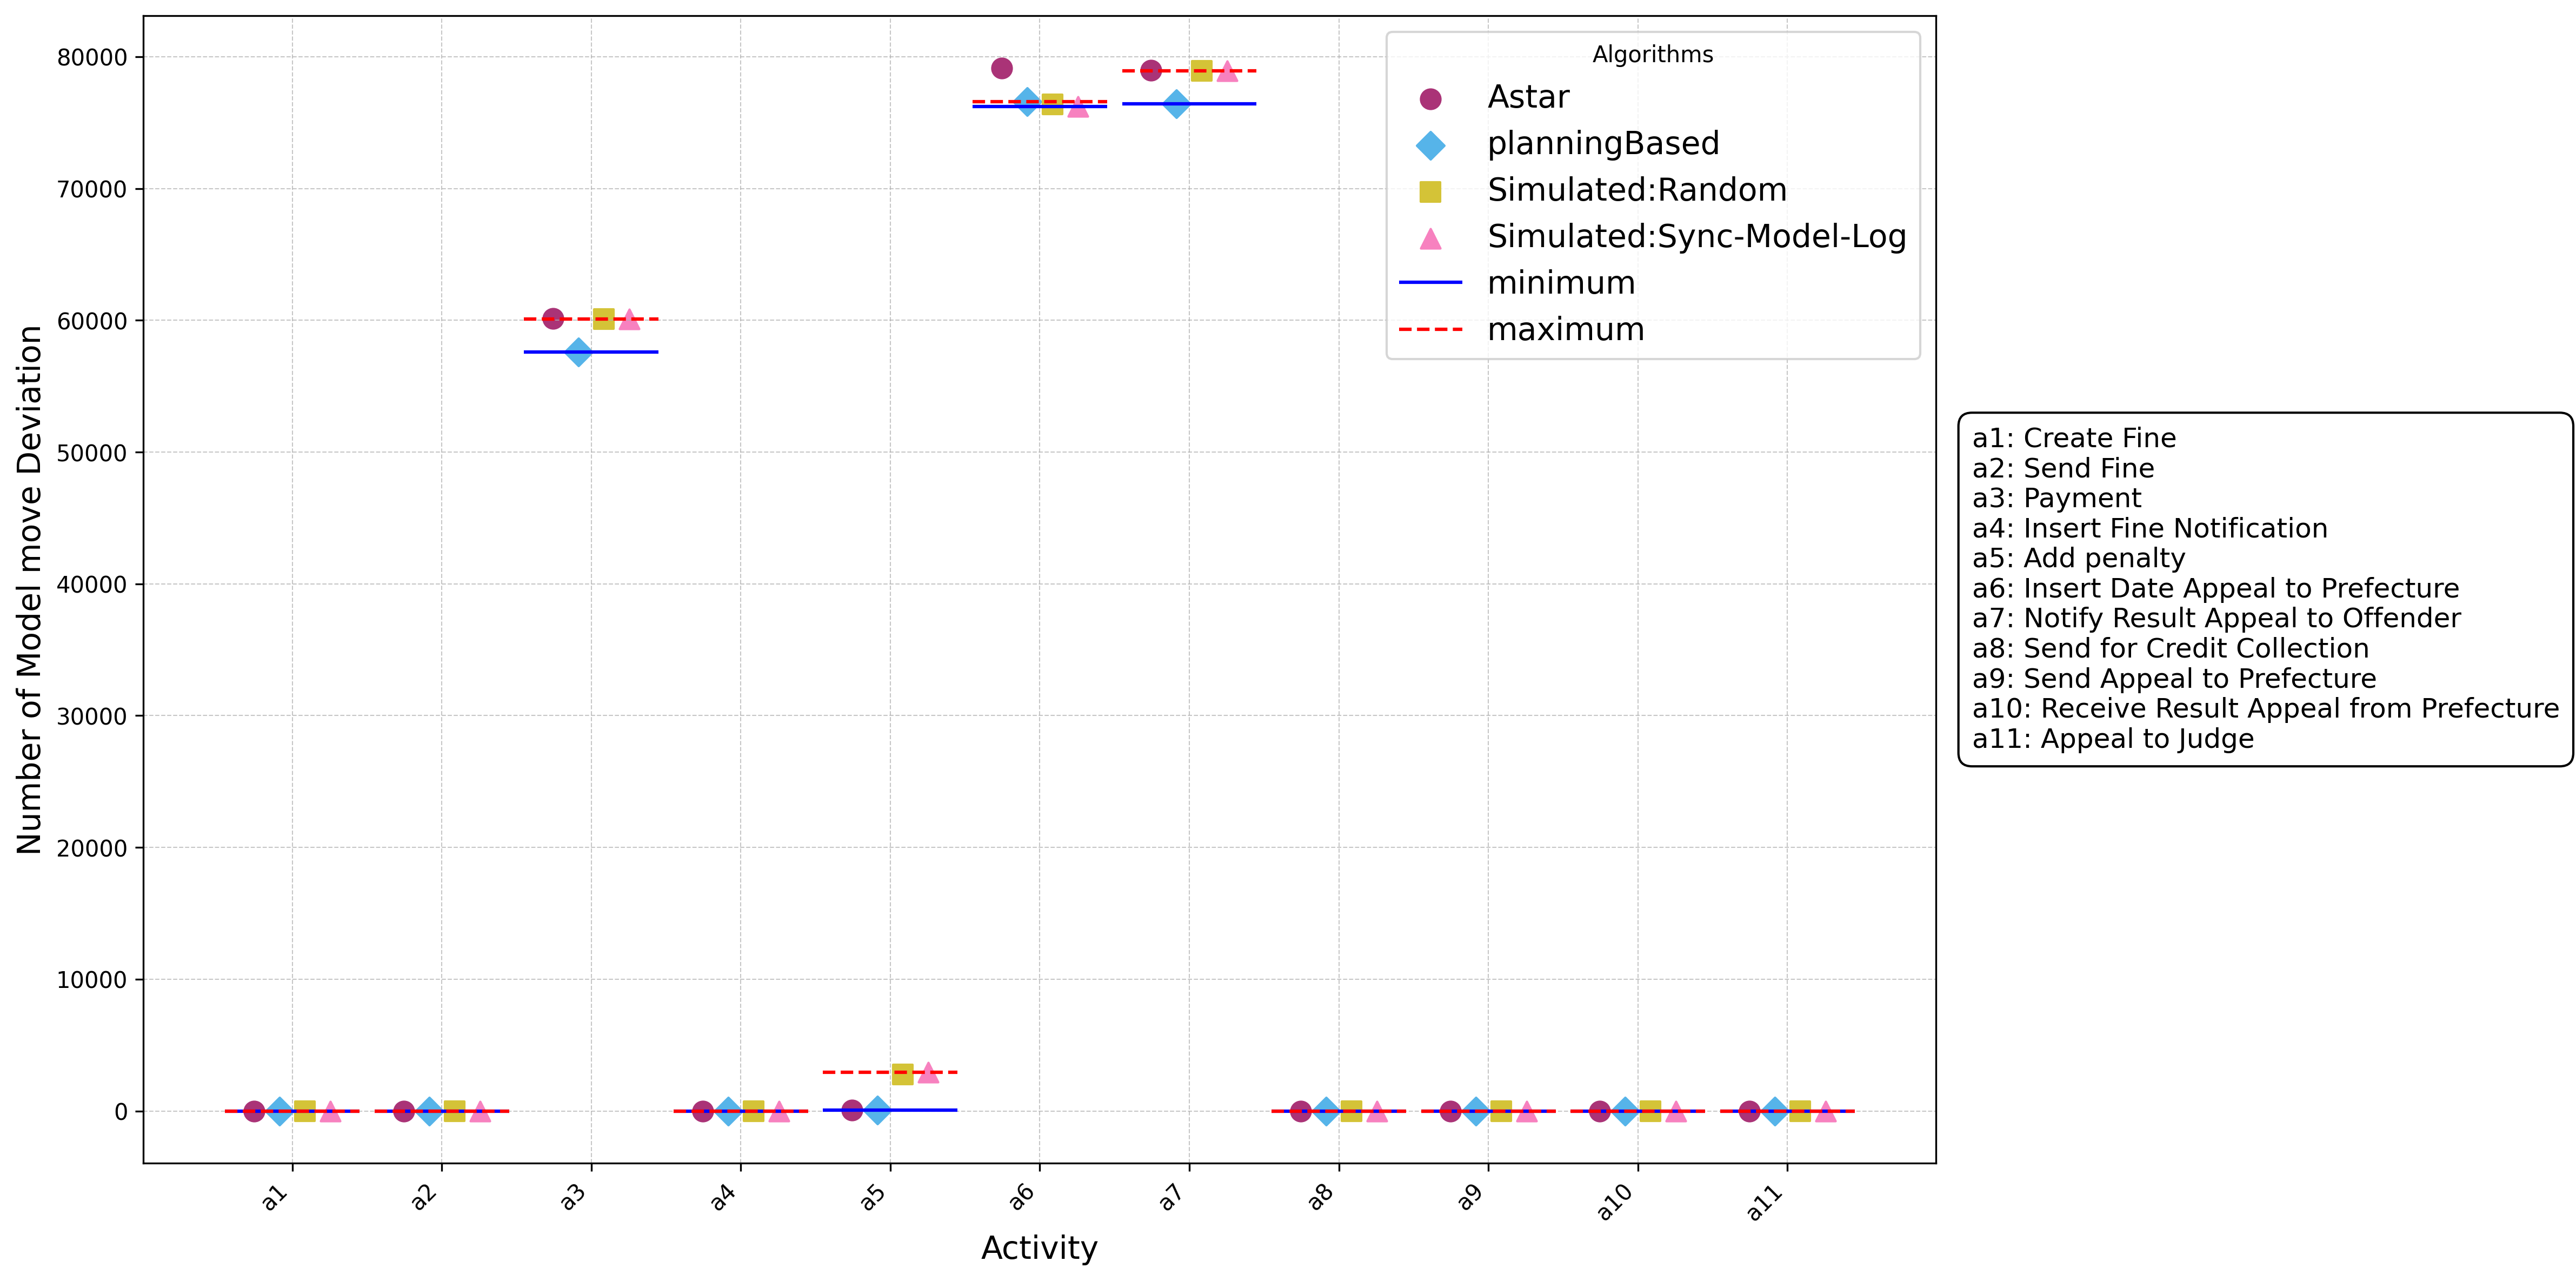 Number of Model move Deviation
80000
70000
60000
50000
40000
30000
20000
10000
0
a1
a2
a3
a4
a5
a6
a7
a8
a9
a10
a11
Activity
Algorithms
Astar
planningBased
Simulated:Random
Simulated:Sync-Model-Log
minimum
maximum
a1: Create Fine
a2: Send Fine
a3: Payment
a4: Insert Fine Notification
a5: Add penalty
a6: Insert Date Appeal to Prefecture
a7: Notify Result Appeal to Offender
a8: Send for Credit Collection
a9: Send Appeal to Prefecture
a10: Receive Result Appeal from Prefecture
a11: Appeal to Judge